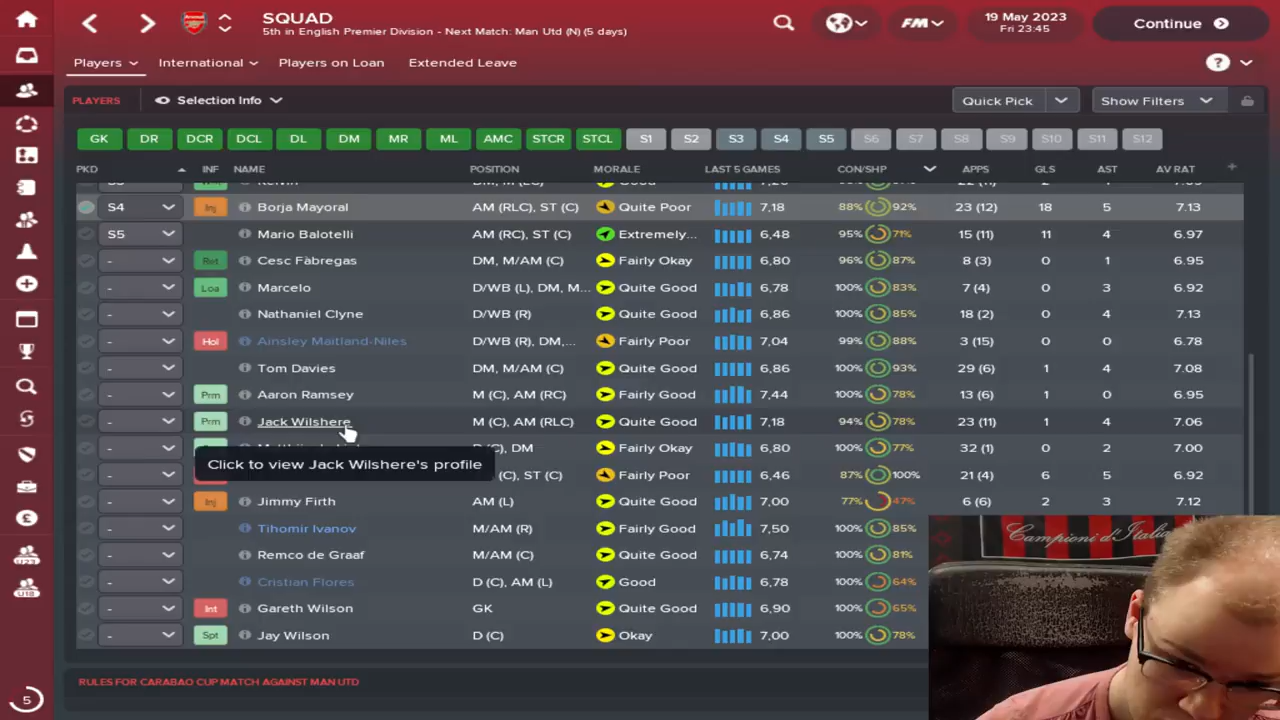 SQUAD
5th in English Premier Division - Next Match: Man Utd (N) (5 days)
FM
19 May 2023
Fri 23:45
Continue
Players International Players on Loan Extended Leave
?
PLAYERS Selection Info Quick Pick Show Filters
GK DR DCR DCL DL DM MR ML AMC STCR STCL S1 S2 S3 S4 S5 S6 S7 S8 S9 S10 S11 S12
PKD INF NAME POSITION MORALE LAST 5 GAMES CON/SHP APPS GLS AST AV RAT
S4 Inj Borja Mayoral AM (RLC), ST (C) Quite Poor 7,18 88% 92% 23 (12) 18 5 7.13
S5 Mario Balotelli AM (RC), ST (C) Extremely... 6,48 95% 71% 15 (11) 11 4 6.97
- Ret Cesc Fàbregas DM, M/AM (C) Fairly Okay 6,80 96% 87% 8 (3) 0 1 6.95
- Loa Marcelo D/WB (L), DM, M... Quite Good 6,78 100% 83% 7 (4) 0 3 6.92
- Nathaniel Clyne D/WB (R) Quite Good 6,86 100% 85% 18 (2) 0 4 7.13
- Hol Ainsley Maitland-Niles D/WB (R), DM,... Fairly Poor 7,04 99% 88% 3 (15) 0 0 6.78
- Tom Davies DM, M/AM (C) Quite Good 6,86 100% 93% 29 (6) 1 4 7.08
- Prm Aaron Ramsey M (C), AM (RC) Quite Good 7,44 100% 78% 13 (6) 1 0 6.95
- Prm Jack Wilshere M (C), AM (RLC) Quite Good 7,18 94% 78% 23 (11) 1 4 7.06
- (C), DM Fairly Okay 6,80 100% 77% 32 (1) 0 2 7.00
Click to view Jack Wilshere's profile
- (C), ST (C) Fairly Poor 6,46 87% 100% 21 (4) 6 5 6.92
- Inj Jimmy Firth AM (L) Quite Good 7,00 77% 47% 6 (6) 2 3 7.12
- Tihomir Ivanov M/AM (R) Fairly Good 7,50 100% 85%
- Remco de Graaf M/AM (C) Quite Good 6,74 100% 81%
- Cristian Flores D (C), AM (L) Good 6,78 100% 64%
- Int Gareth Wilson GK Quite Good 6,90 100% 65%
- Spt Jay Wilson D (C) Okay 7,00 100% 78%
RULES FOR CARABAO CUP MATCH AGAINST MAN UTD
U23
U18
5
Campioni d'Italia